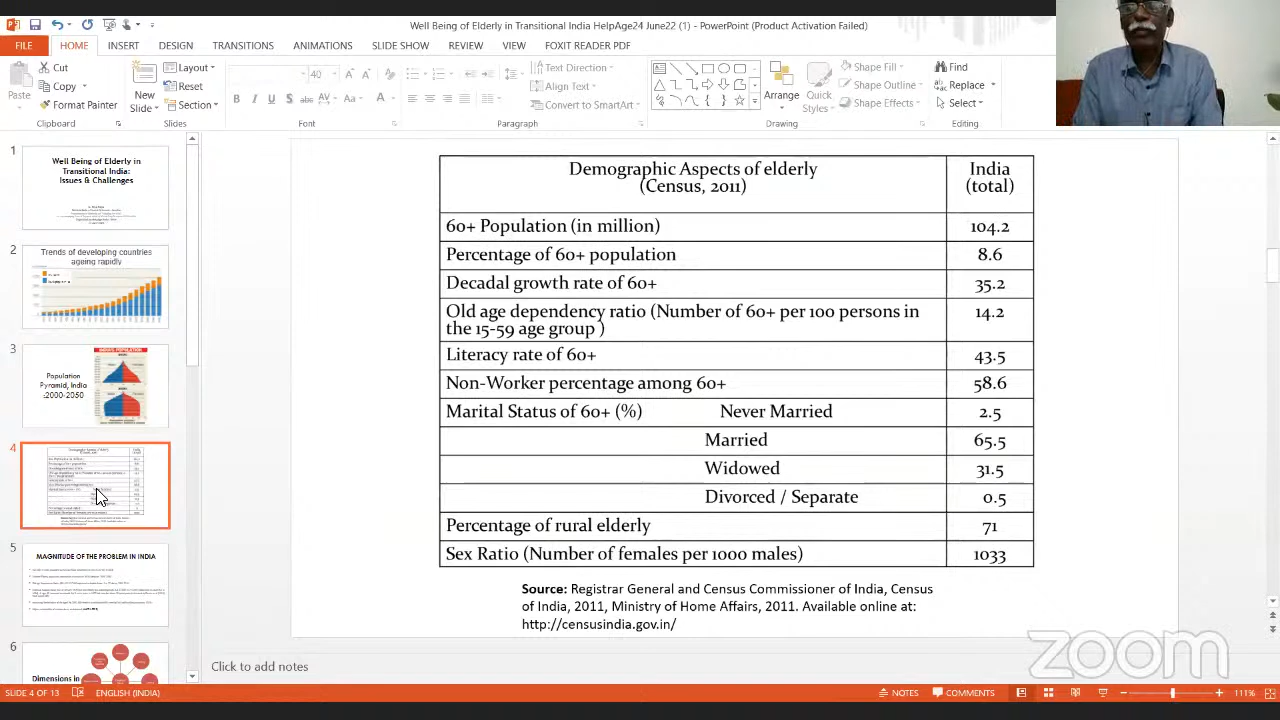 Well Being of Elderly in Transitional India HelpAge24 June22 (1) - PowerPoint (Product Activation Failed)
FILE HOME INSERT DESIGN TRANSITIONS ANIMATIONS SLIDE SHOW REVIEW VIEW FOXIT READER PDF
Paste
Cut
Copy
Format Painter
Clipboard
New
Slide
Layout
Reset
Section
Slides
40
B I U S abc AV Aa A
Font
Text Direction
Align Text
Convert to SmartArt
Paragraph
Arrange
Quick
Styles
Shape Fill
Shape Outline
Shape Effects
Drawing
Find
Replace
Select
Editing
1
Well Being of Elderly in
Transitional India:
Issues & Challenges
2
Trends of developing countries
ageing rapidly
3
Population
Pyramid, India
:2000-2050
4
5
MAGNITUDE OF THE PROBLEM IN INDIA
6
Dimensions in
Demographic Aspects of elderly India
(Census, 2011) (total)
60+ Population (in million) 104.2
Percentage of 60+ population 8.6
Decadal growth rate of 60+ 35.2
Old age dependency ratio (Number of 60+ per 100 persons in 14.2
the 15-59 age group )
Literacy rate of 60+ 43.5
Non-Worker percentage among 60+ 58.6
Marital Status of 60+ (%) Never Married 2.5
Married 65.5
Widowed 31.5
Divorced / Separate 0.5
Percentage of rural elderly 71
Sex Ratio (Number of females per 1000 males) 1033
Source: Registrar General and Census Commissioner of India, Census
of India, 2011, Ministry of Home Affairs, 2011. Available online at:
http://censusindia.gov.in/
zoom
Click to add notes
SLIDE 4 OF 13 ENGLISH (INDIA) NOTES COMMENTS 111%